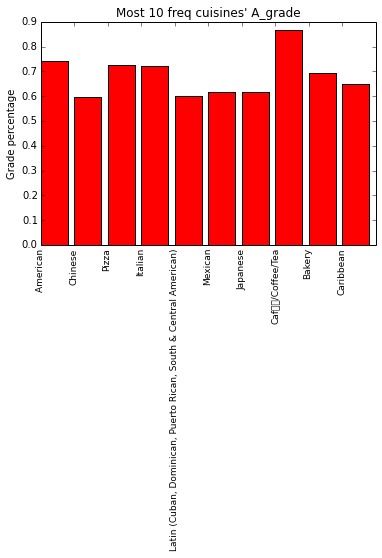 Most 10 freq cuisines' A_grade
0.9
0.8
0.7
0.6
0.5
0.4
0.3
0.2
0.1
0.0
Grade percentage
American
Chinese
Pizza
Italian
Latin (Cuban, Dominican, Puerto Rican, South & Central American)
Mexican
Japanese
Caf▯▯/Coffee/Tea
Bakery
Caribbean